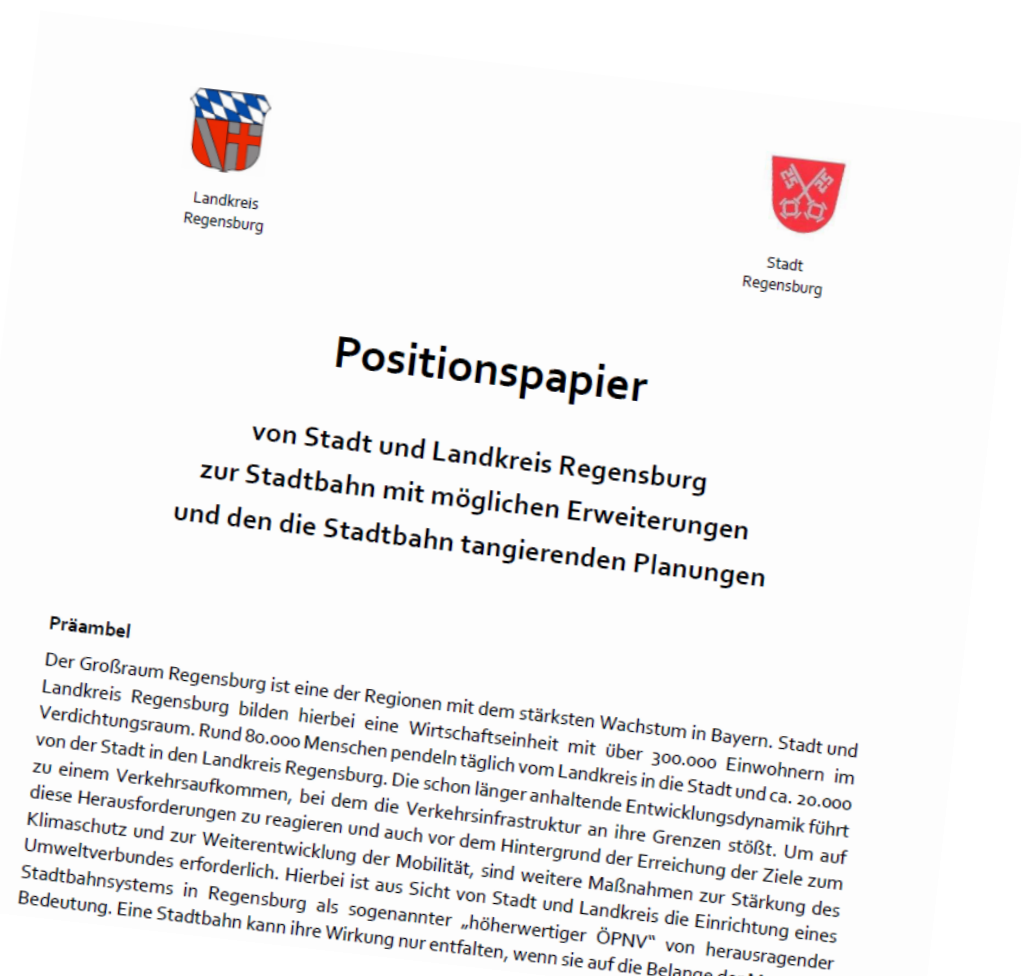 Landkreis
Regensburg
Stadt
Regensburg
Positionspapier
von Stadt und Landkreis Regensburg
zur Stadtbahn mit möglichen Erweiterungen
und den die Stadtbahn tangierenden Planungen
Präambel
Der Großraum Regensburg ist eine der Regionen mit dem stärksten Wachstum in Bayern. Stadt und
Landkreis Regensburg bilden hierbei eine Wirtschaftseinheit mit über 300.000 Einwohnern im
Verdichtungsraum. Rund 80.000 Menschen pendeln täglich vom Landkreis in die Stadt und ca. 20.000
von der Stadt in den Landkreis Regensburg. Die schon länger anhaltende Entwicklungsdynamik führt
zu einem Verkehrsaufkommen, bei dem die Verkehrsinfrastruktur an ihre Grenzen stößt. Um auf
diese Herausforderungen zu reagieren und auch vor dem Hintergrund der Erreichung der Ziele zum
Klimaschutz und zur Weiterentwicklung der Mobilität, sind weitere Maßnahmen zur Stärkung des
Umweltverbundes erforderlich. Hierbei ist aus Sicht von Stadt und Landkreis die Einrichtung eines
Stadtbahnsystems in Regensburg als sogenannter „höherwertiger ÖPNV“ von herausragender
Bedeutung. Eine Stadtbahn kann ihre Wirkung nur entfalten, wenn sie auf die Belange